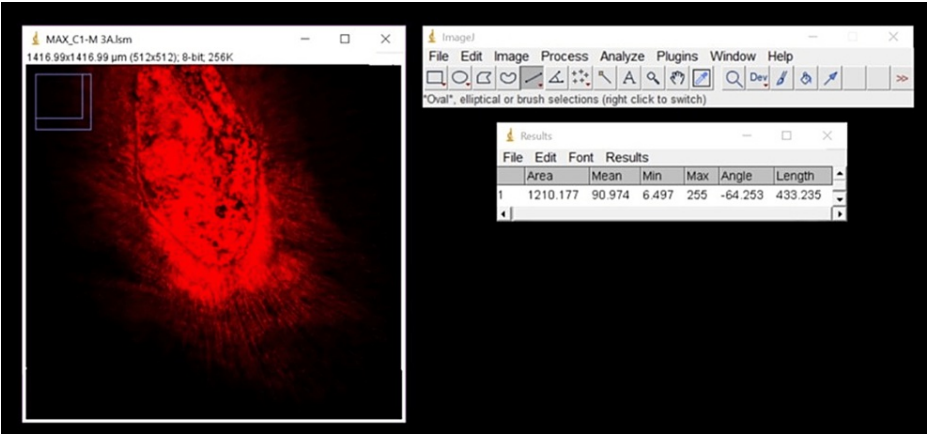 MAX_C1-M 3A.lsm
1416.99x1416.99 µm (512x512); 8-bit; 256K
ImageJ
File Edit Image Process Analyze Plugins Window Help
A Dev >>
"Oval", elliptical or brush selections (right click to switch)
Results
File Edit Font Results
Area Mean Min Max Angle Length
1 1210.177 90.974 6.497 255 -64.253 433.235